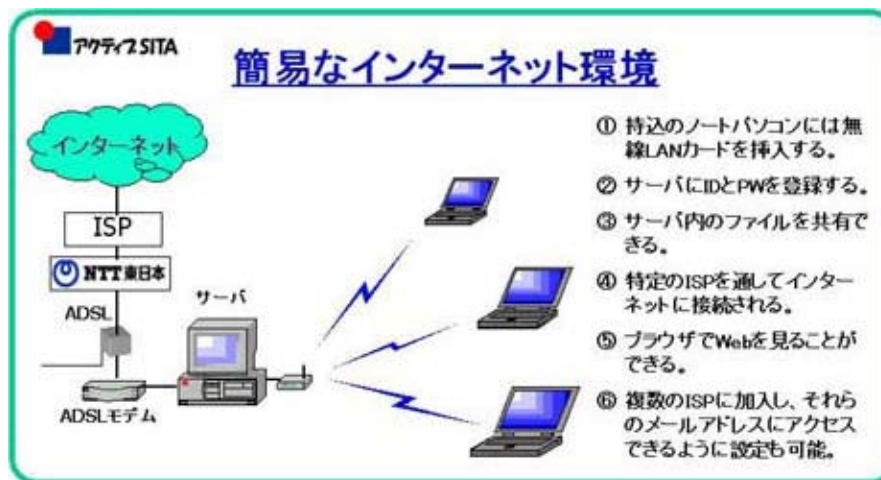 アクティブSITA
簡易なインターネット環境
インターネット
ISP
NTT東日本
ADSL
サーバ
ADSLモデム
① 持込のノートパソコンには無
線LANカードを挿入する。
② サーバにIDとPWを登録する。
③ サーバ内のファイルを共有で
きる。
④ 特定のISPを通してインター
ネットに接続される。
⑤ ブラウザでWebを見ることが
できる。
⑥ 複数のISPに加入し、それら
のメールアドレスにアクセス
できるように設定も可能。